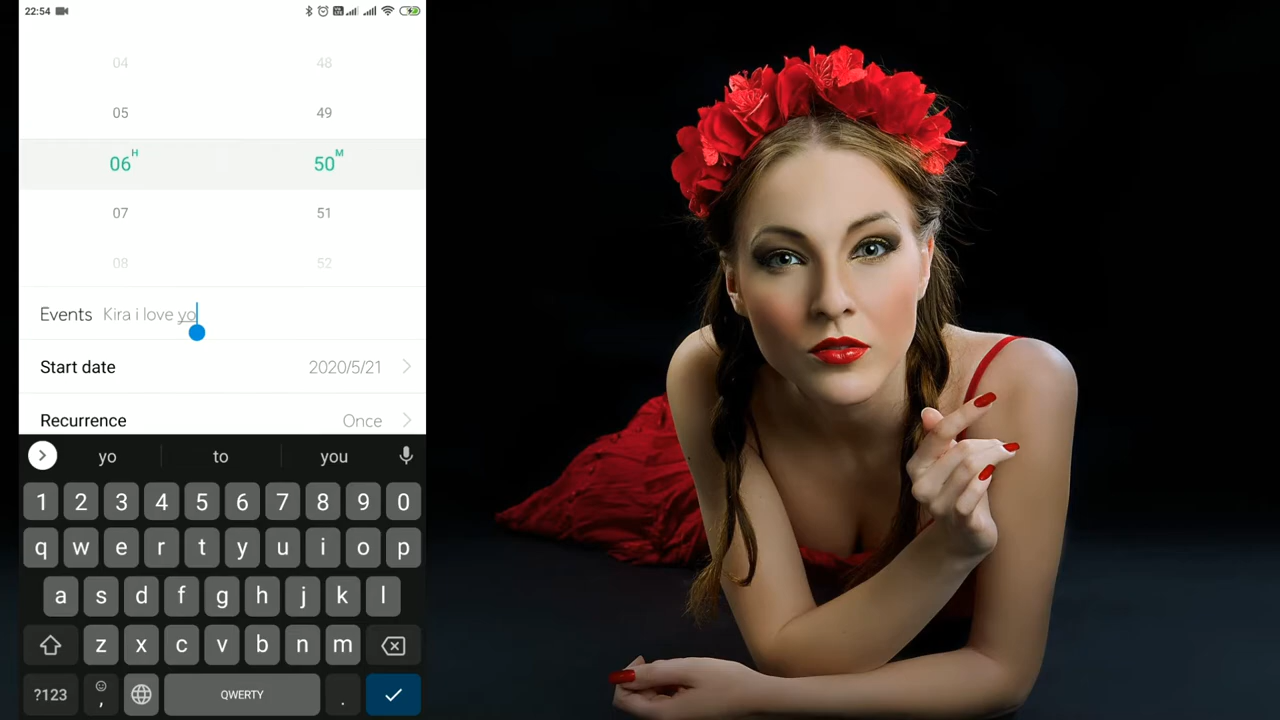 22:54
04 48
05 49
06H 50M
07 51
08 52
Events Kira i love yo
Start date 2020/5/21
Recurrence Once
yo to you
1 2 3 4 5 6 7 8 9 0
q w e r t y u i o p
a s d f g h j k l
z x c v b n m
?123 , QWERTY .